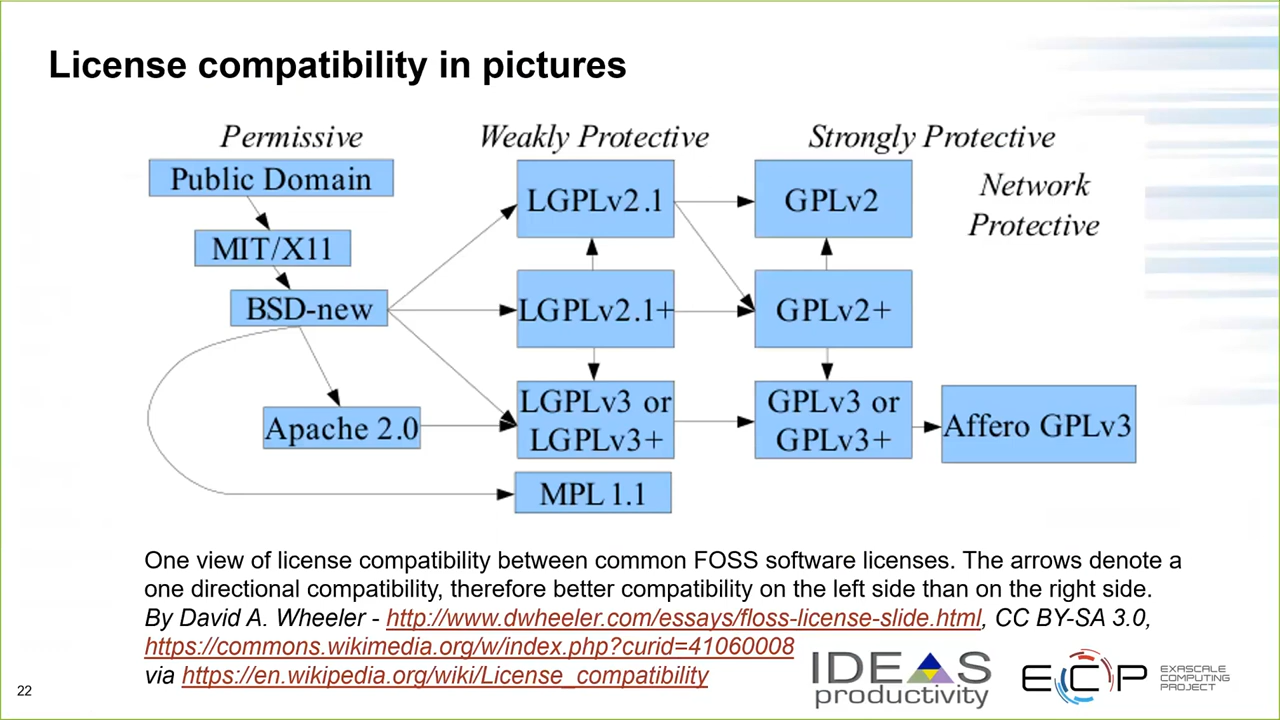 License compatibility in pictures
Permissive
Weakly Protective
Strongly Protective
Public Domain
LGPLv2.1
GPLv2
Network
Protective
MIT/X11
BSD-new
LGPLv2.1+
GPLv2+
Apache 2.0
LGPLv3 or
LGPLv3+
GPLv3 or
GPLv3+
Affero GPLv3
MPL 1.1
One view of license compatibility between common FOSS software licenses. The arrows denote a
one directional compatibility, therefore better compatibility on the left side than on the right side.
By David A. Wheeler - http://www.dwheeler.com/essays/floss-license-slide.html, CC BY-SA 3.0,
https://commons.wikimedia.org/w/index.php?curid=41060008
via https://en.wikipedia.org/wiki/License_compatibility
IDEAS
productivity
ECP
EXASCALE
COMPUTING
PROJECT
22